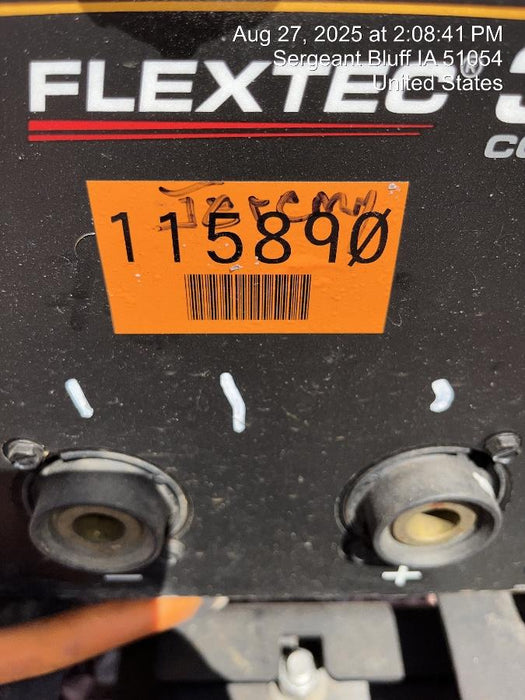 Aug 27, 2025 at 2:08:41 PM
Sergeant Bluff IA 51054
United States
FLEXTEC®
115890
−
+